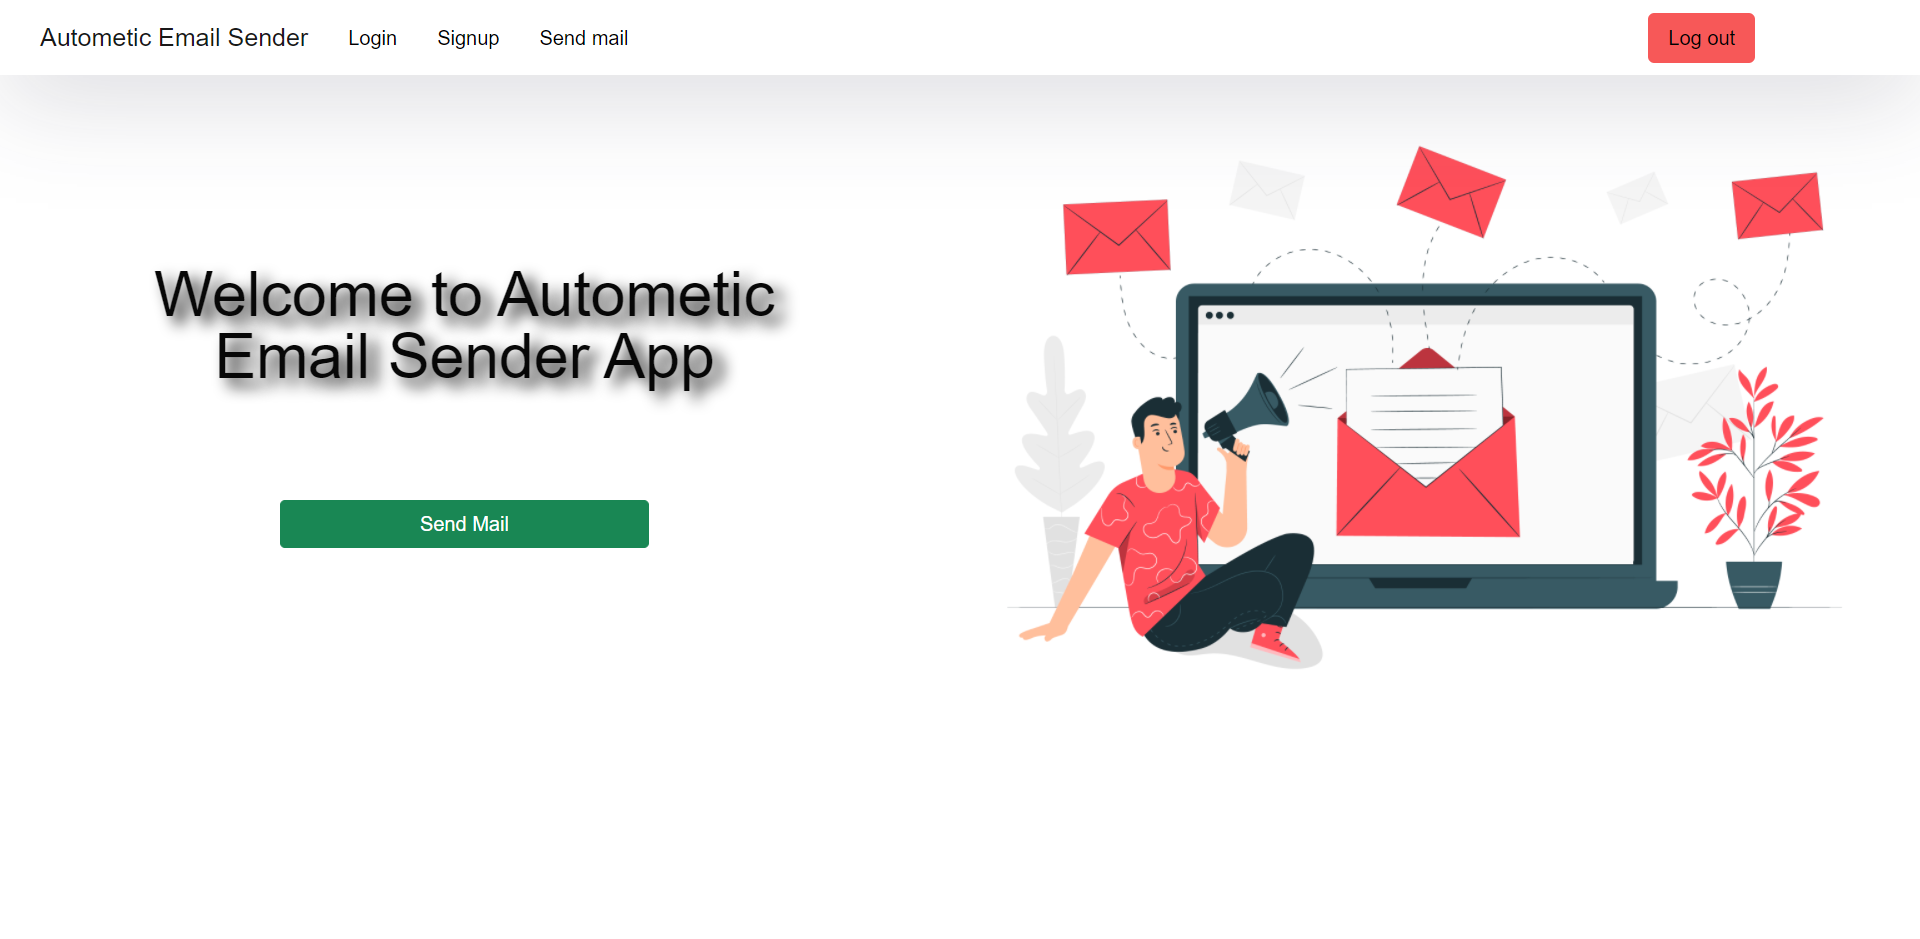 Autometic Email Sender Login Signup Send mail Log out
Welcome to Autometic
Email Sender App
Send Mail